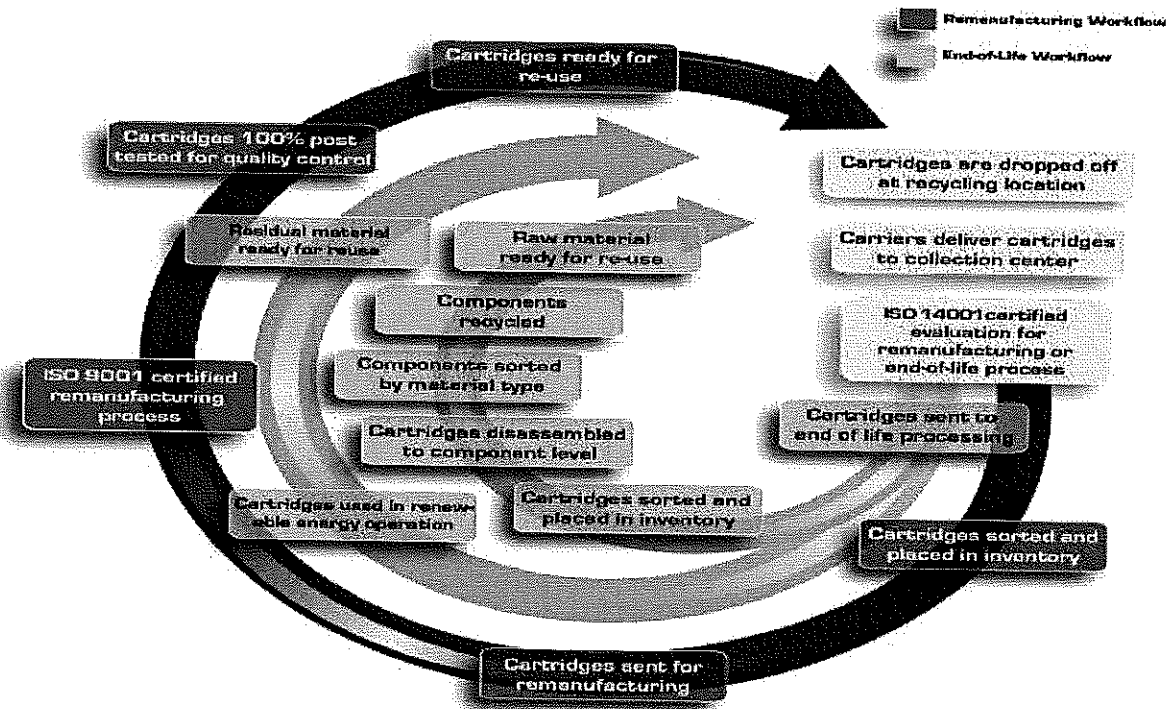 Remanufacturing Workflow
End-of-Life Workflow
Cartridges ready for
re-use
Cartridges 100% post
tested for quality control
Cartridges are dropped off
at recycling location
Residual material
ready for reuse
Raw material
ready for re-use
Carriers deliver cartridges
to collection center
Components
recycled
ISO 14001 certified
evaluation for
remanufacturing or
end-of-life process
ISO 9001 certified
remanufacturing
process
Components sorted
by material type
Cartridges sent to
end of life processing
Cartridges disassembled
to component level
Cartridges used in renew-
able energy operation
Cartridges sorted and
placed in inventory
Cartridges sorted and
placed in inventory
Cartridges sent for
remanufacturing